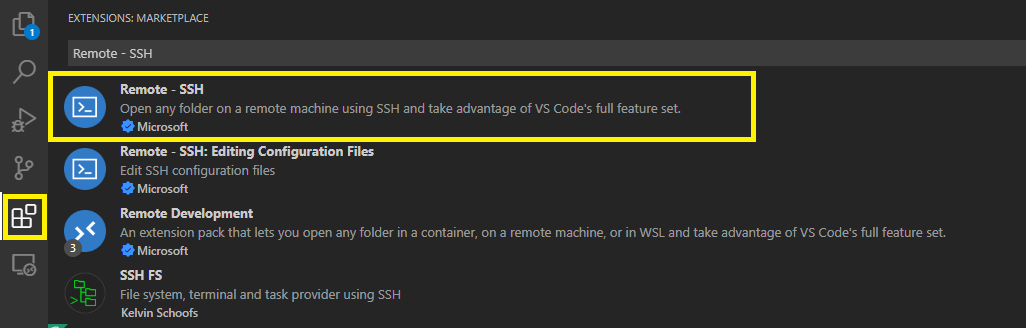 EXTENSIONS: MARKETPLACE
1
Remote - SSH
Remote - SSH
Open any folder on a remote machine using SSH and take advantage of VS Code's full feature set.
Microsoft
Remote - SSH: Editing Configuration Files
Edit SSH configuration files
Microsoft
Remote Development
An extension pack that lets you open any folder in a container, on a remote machine, or in WSL and take advantage of VS Code's full feature set.
3
Microsoft
SSH FS
File system, terminal and task provider using SSH
Kelvin Schoofs